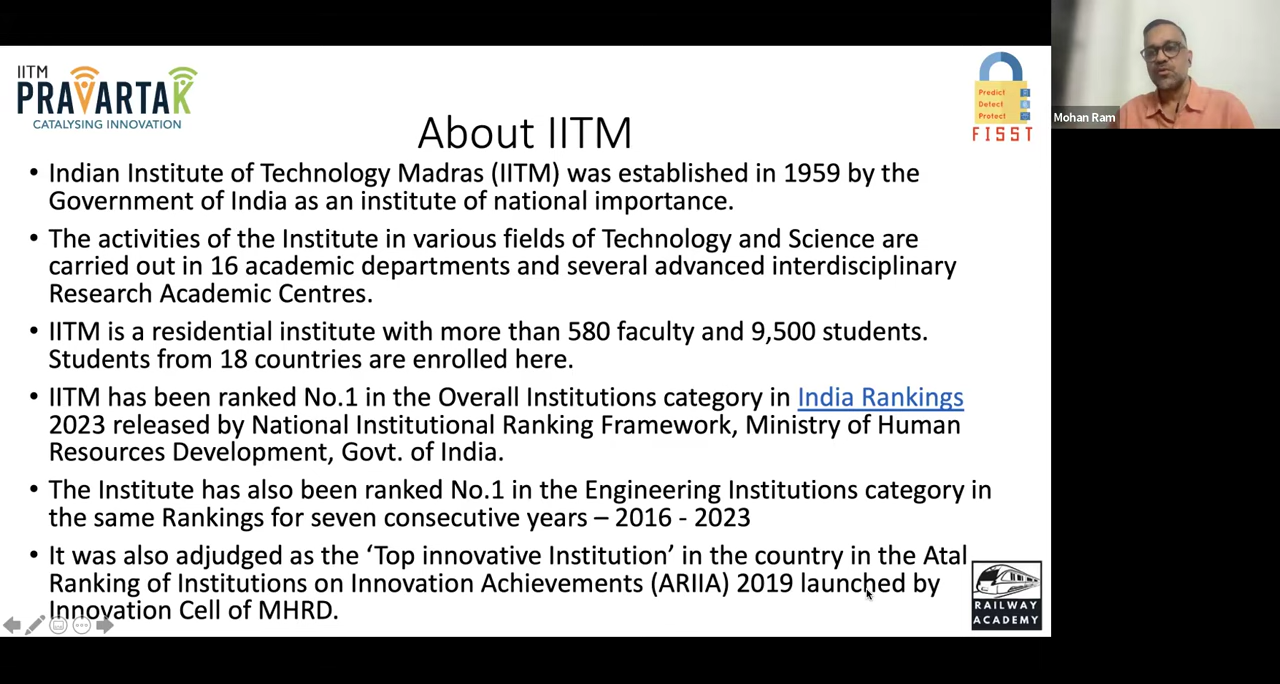 IITM
PRAVARTAK
CATALYSING INNOVATION
Predict
Detect
Protect
FISST
Mohan Ram
About IITM
• Indian Institute of Technology Madras (IITM) was established in 1959 by the
Government of India as an institute of national importance.
• The activities of the Institute in various fields of Technology and Science are
carried out in 16 academic departments and several advanced interdisciplinary
Research Academic Centres.
• IITM is a residential institute with more than 580 faculty and 9,500 students.
Students from 18 countries are enrolled here.
• IITM has been ranked No.1 in the Overall Institutions category in India Rankings
2023 released by National Institutional Ranking Framework, Ministry of Human
Resources Development, Govt. of India.
• The Institute has also been ranked No.1 in the Engineering Institutions category in
the same Rankings for seven consecutive years – 2016 - 2023
• It was also adjudged as the ‘Top innovative Institution’ in the country in the Atal
Ranking of Institutions on Innovation Achievements (ARIIA) 2019 launched by
Innovation Cell of MHRD.
RAILWAY
ACADEMY